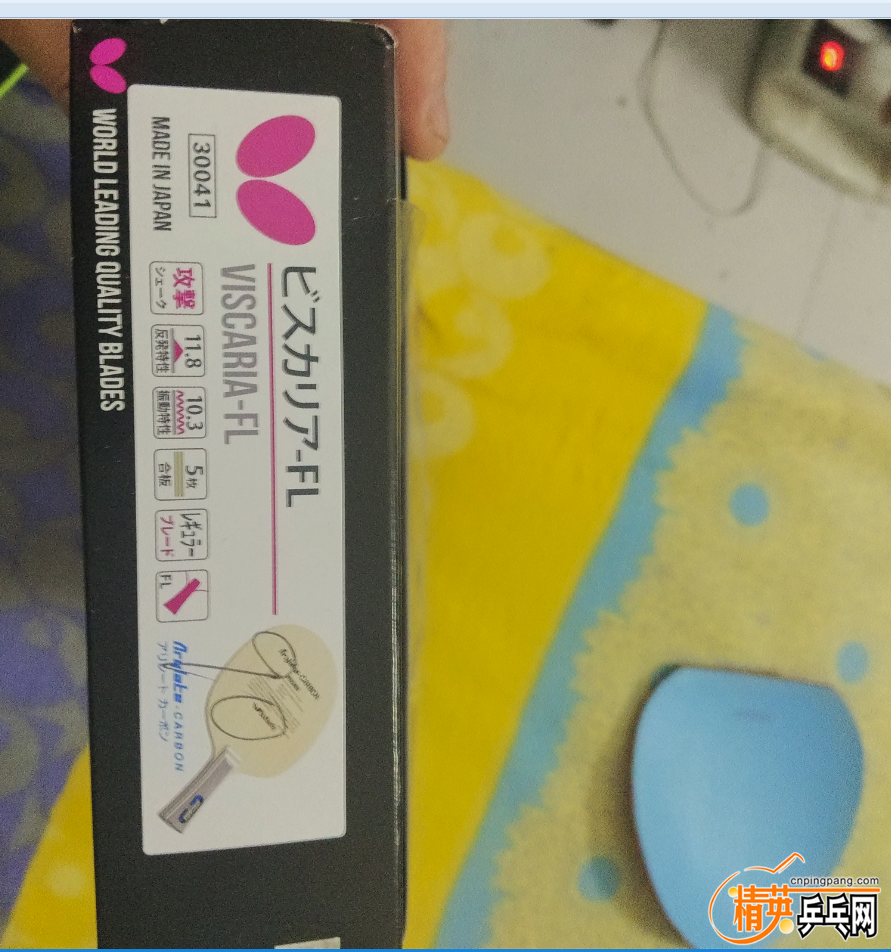 WORLD LEADING QUALITY BLADES
30041
MADE IN JAPAN
ビスカリア-FL
VISCARIA-FL
攻撃
シェーク
11.8
反発特性
10.3
振動特性
5枚
合板
レギュラー
ブレード
FL
Arylate-CARBON
アリレート カーボン
cnpingpang.com
精英乒乓网